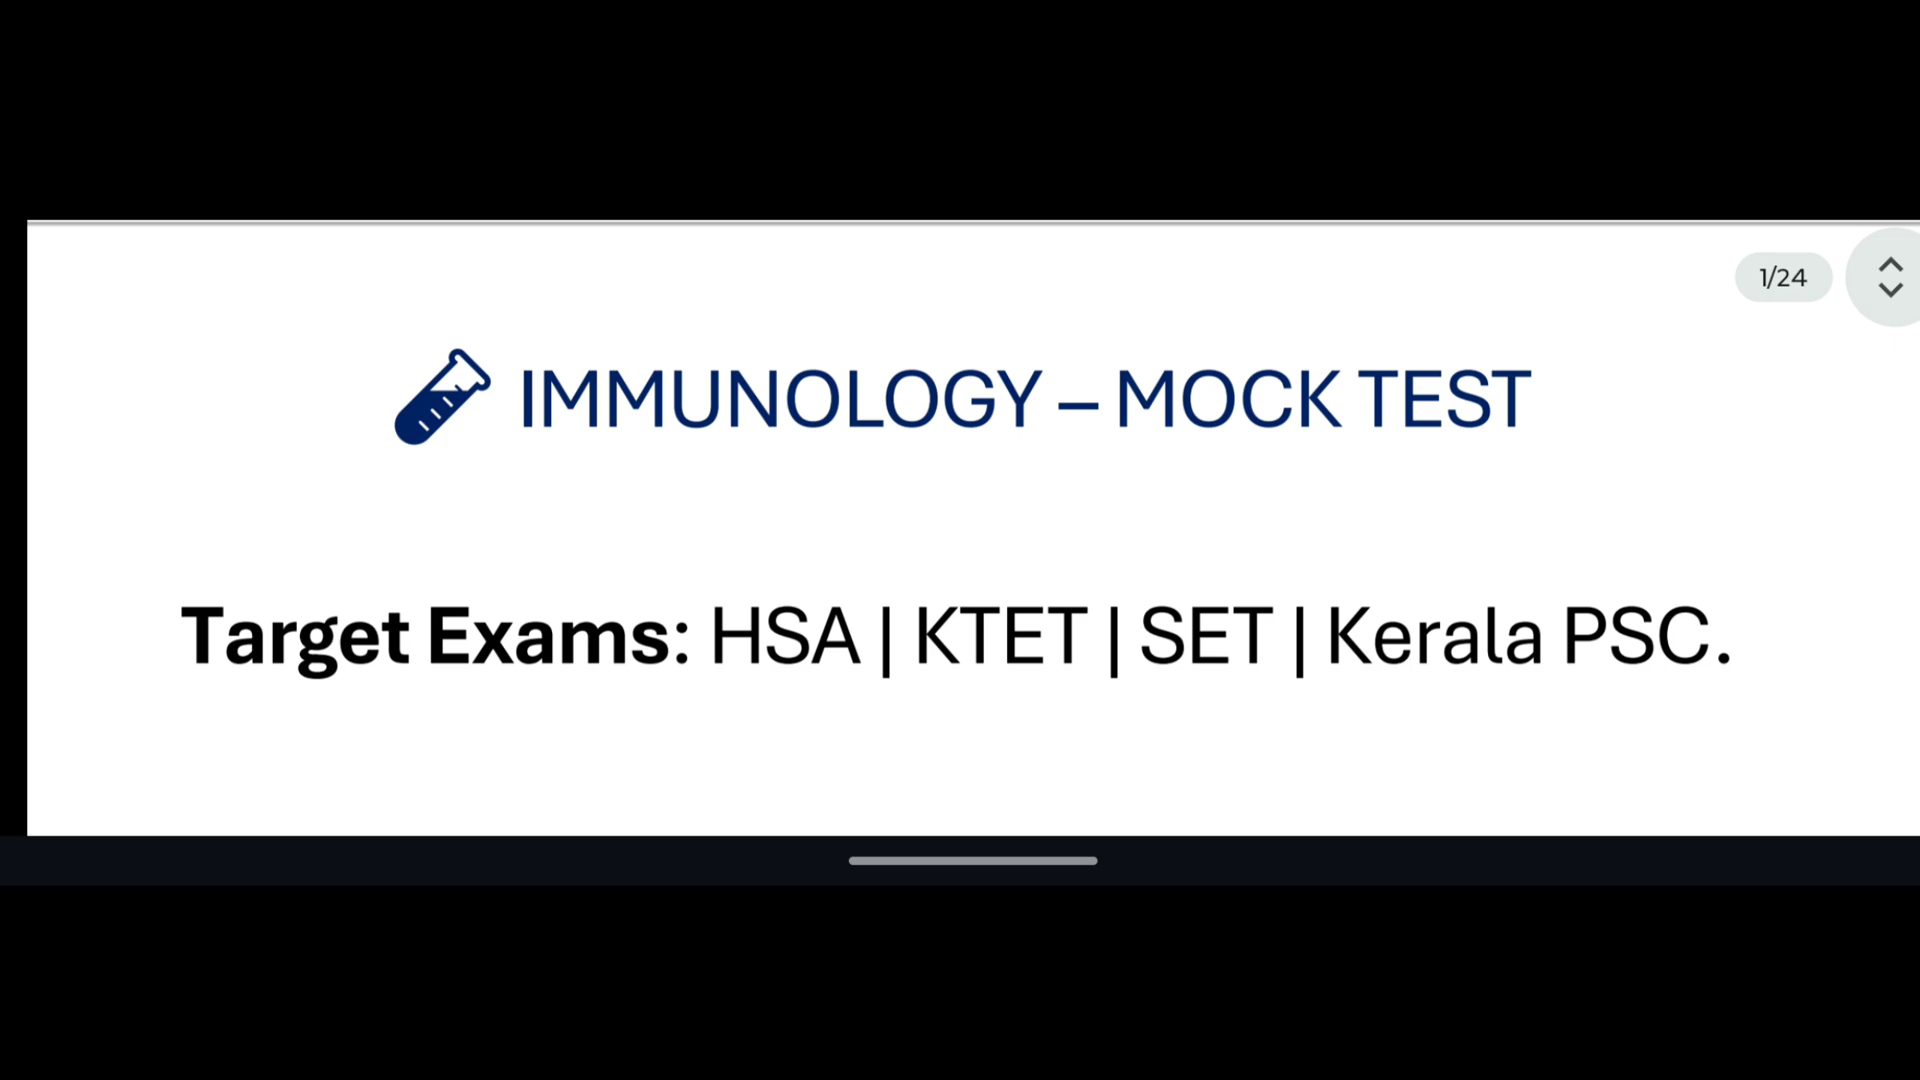 1/24
IMMUNOLOGY – MOCK TEST
Target Exams: HSA | KTET | SET | Kerala PSC.